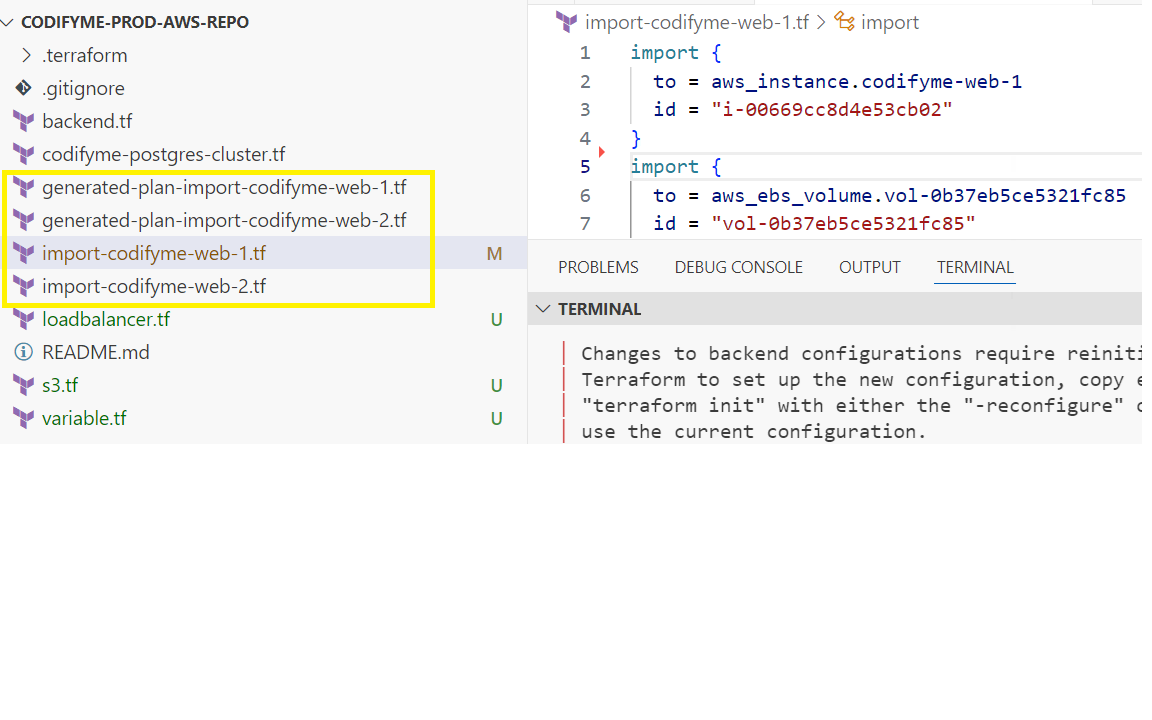 CODIFYME-PROD-AWS-REPO
.terraform
.gitignore
backend.tf
codifyme-postgres-cluster.tf
generated-plan-import-codifyme-web-1.tf
generated-plan-import-codifyme-web-2.tf
import-codifyme-web-1.tf M
import-codifyme-web-2.tf
loadbalancer.tf U
README.md
s3.tf U
variable.tf U
import-codifyme-web-1.tf > import
1 import {
2 to = aws_instance.codifyme-web-1
3 id = "i-00669cc8d4e53cb02"
4 }
5 import {
6 to = aws_ebs_volume.vol-0b37eb5ce5321fc85
7 id = "vol-0b37eb5ce5321fc85"
PROBLEMS DEBUG CONSOLE OUTPUT TERMINAL
TERMINAL
Changes to backend configurations require reiniti
Terraform to set up the new configuration, copy e
"terraform init" with either the "-reconfigure" o
use the current configuration.